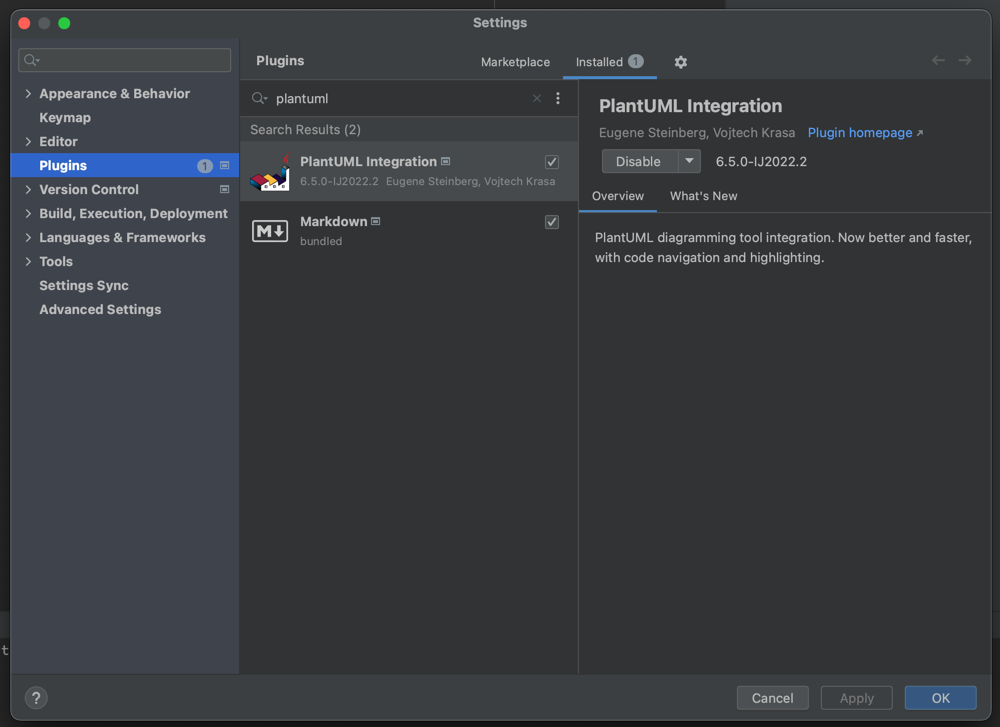 Settings
Appearance & Behavior
Keymap
Editor
Plugins 1
Version Control
Build, Execution, Deployment
Languages & Frameworks
Tools
Settings Sync
Advanced Settings
Plugins
Marketplace
Installed 1
plantuml
Search Results (2)
PlantUML Integration
6.5.0-IJ2022.2 Eugene Steinberg, Vojtech Krasa
M
Markdown
bundled
PlantUML Integration
Eugene Steinberg, Vojtech Krasa Plugin homepage
Disable 6.5.0-IJ2022.2
Overview What's New
PlantUML diagramming tool integration. Now better and faster,
with code navigation and highlighting.
t
?
Cancel Apply OK